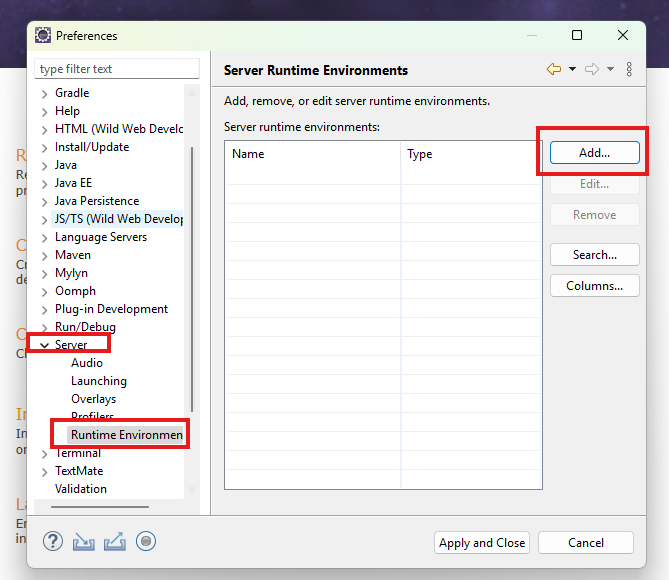 Preferences
type filter text
Gradle
Help
HTML (Wild Web Develo
Install/Update
Java
Java EE
Java Persistence
JS/TS (Wild Web Develop
Language Servers
Maven
Mylyn
Oomph
Plug-in Development
Run/Debug
Server
Audio
Launching
Overlays
Profilers
Runtime Environmen
Terminal
TextMate
Validation
Server Runtime Environments
Add, remove, or edit server runtime environments.
Server runtime environments:
Name Type
Add...
Edit...
Remove
Search...
Columns...
Apply and Close
Cancel